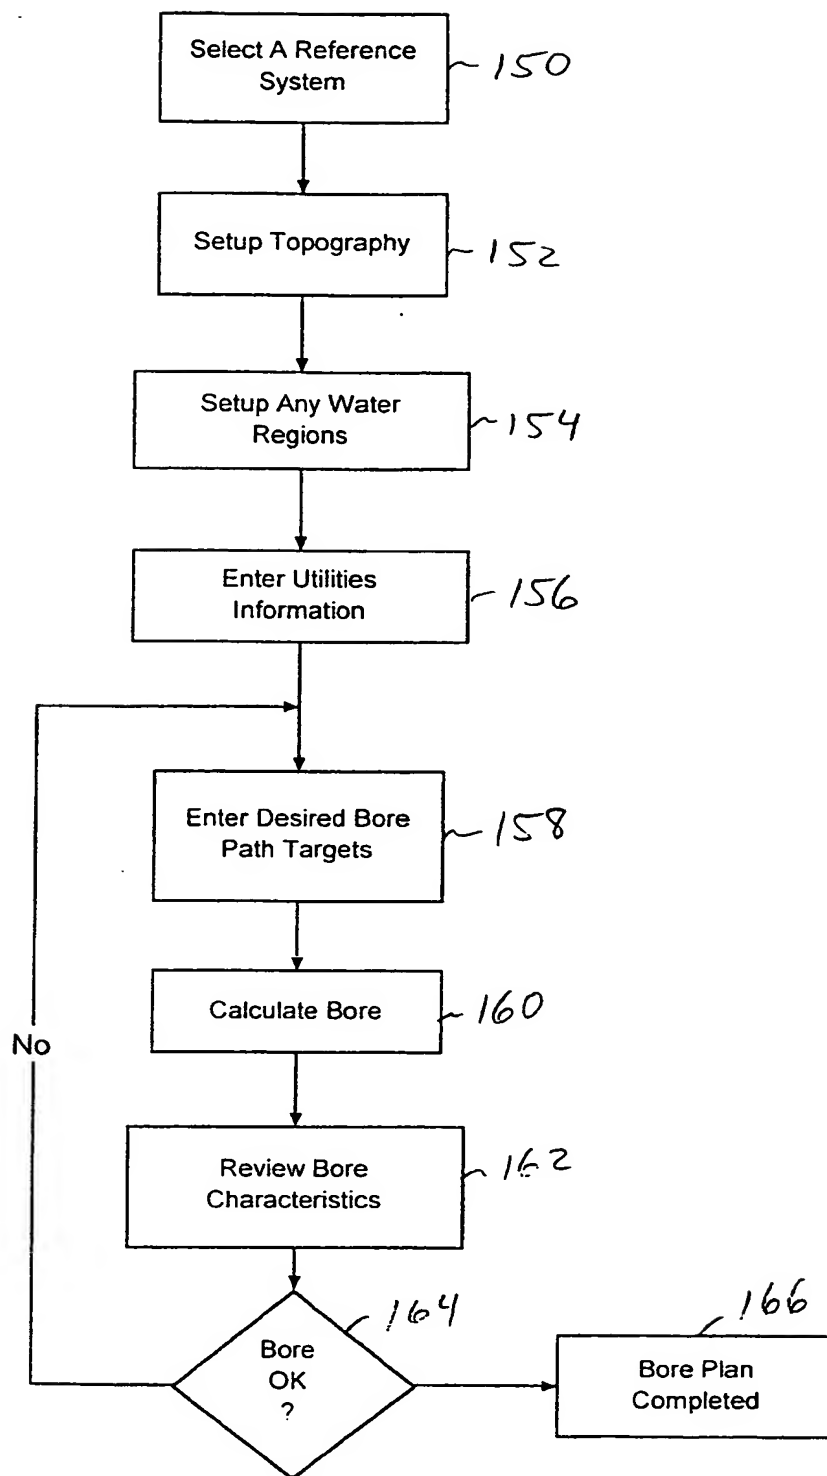 Select A Reference
System
150
Setup Topography
152
Setup Any Water
Regions
154
Enter Utilities
Information
156
Enter Desired Bore
Path Targets
158
Calculate Bore
160
No
Review Bore
Characteristics
162
Bore
OK
?
164
166
Bore Plan
Completed